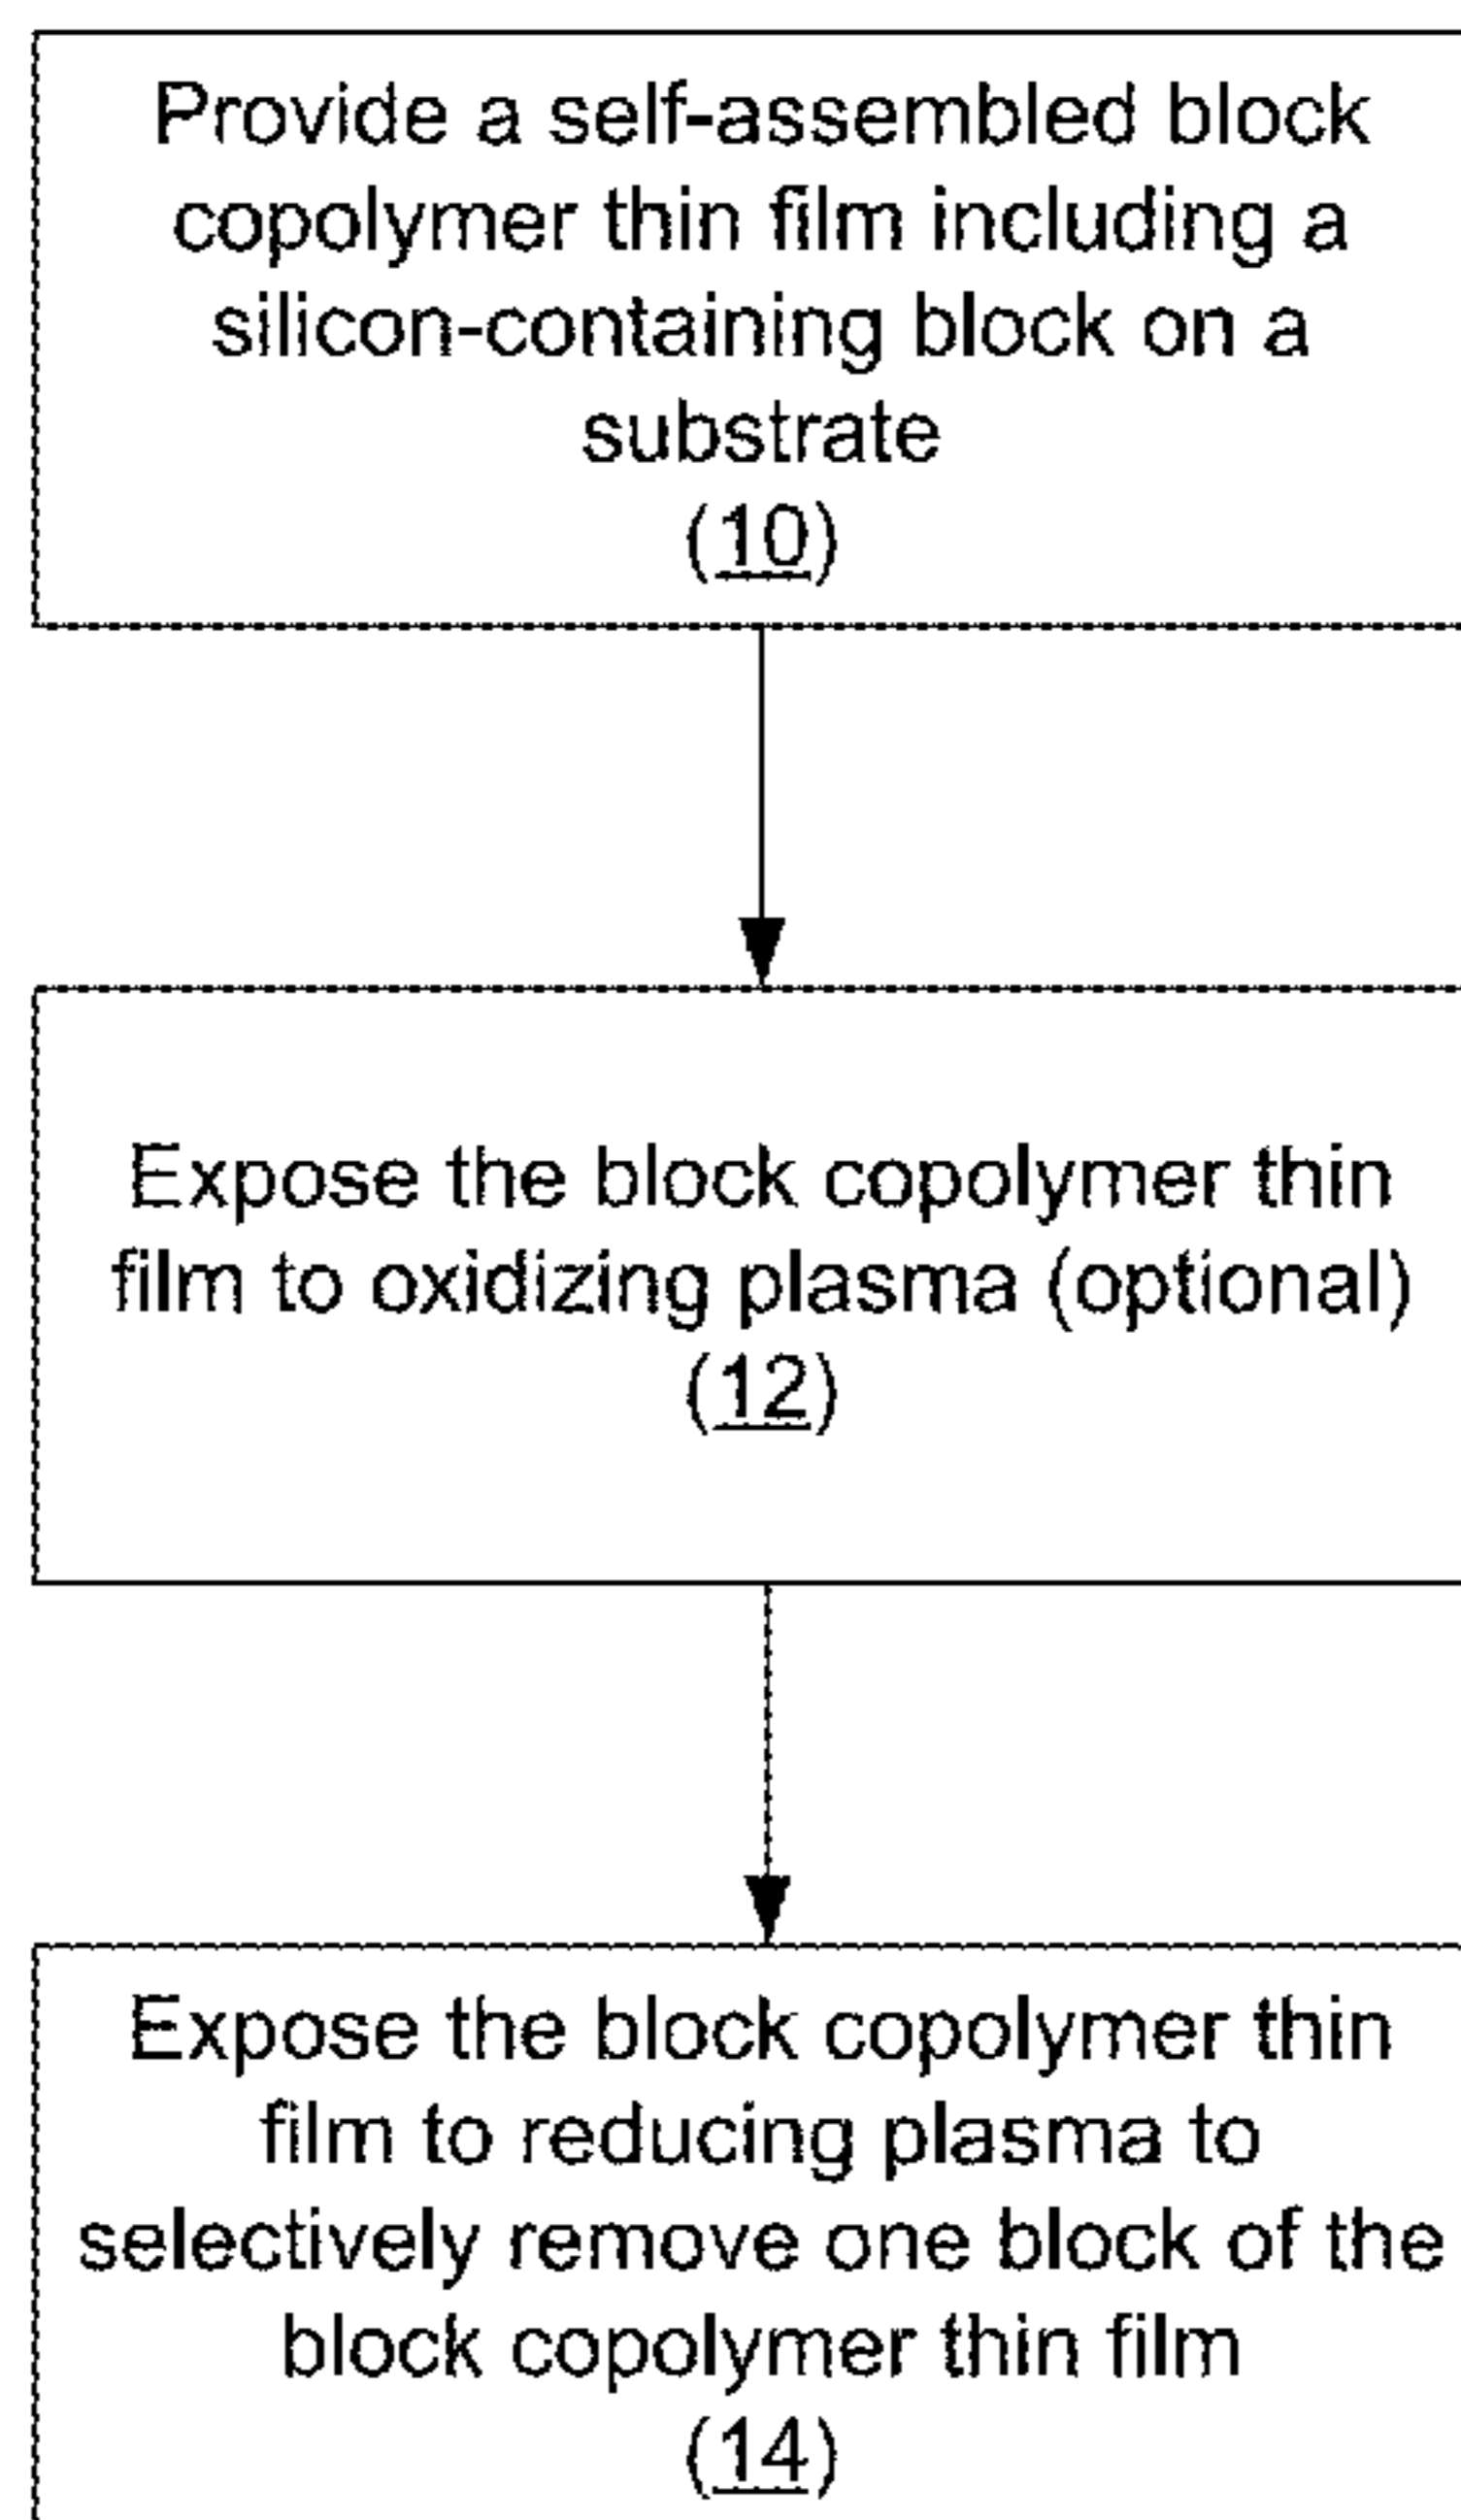 Provide a self-assembled block
copolymer thin film including a
silicon-containing block on a
substrate
(10)
Expose the block copolymer thin
film to oxidizing plasma (optional)
(12)
Expose the block copolymer thin
film to reducing plasma to
selectively remove one block of the
block copolymer thin film
(14)